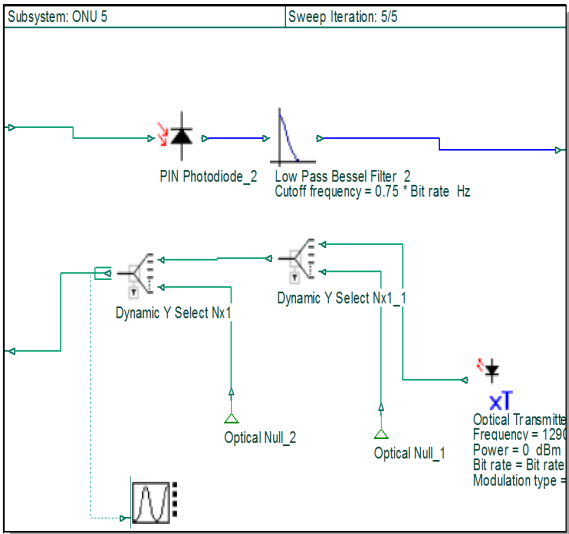 Subsystem: ONU 5
Sweep Iteration: 5/5
PIN Photodiode_2
Low Pass Bessel Filter_2
Cutoff frequency = 0.75 * Bit rate Hz
Dynamic Y Select Nx1_1
Dynamic Y Select Nx1
xT
Optical Transmitte
Frequency = 1290
Power = 0 dBm
Bit rate = Bit rate
Modulation type =
Optical Null_2
Optical Null_1